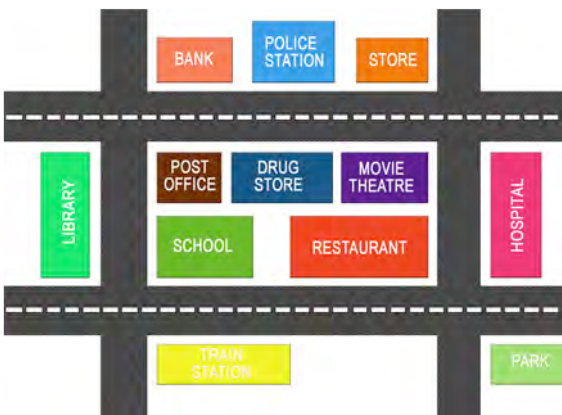 BANK
POLICE
STATION
STORE
POST
OFFICE
DRUG
STORE
MOVIE
THEATRE
LIBRARY
HOSPITAL
SCHOOL
RESTAURANT
TRAIN
STATION
PARK